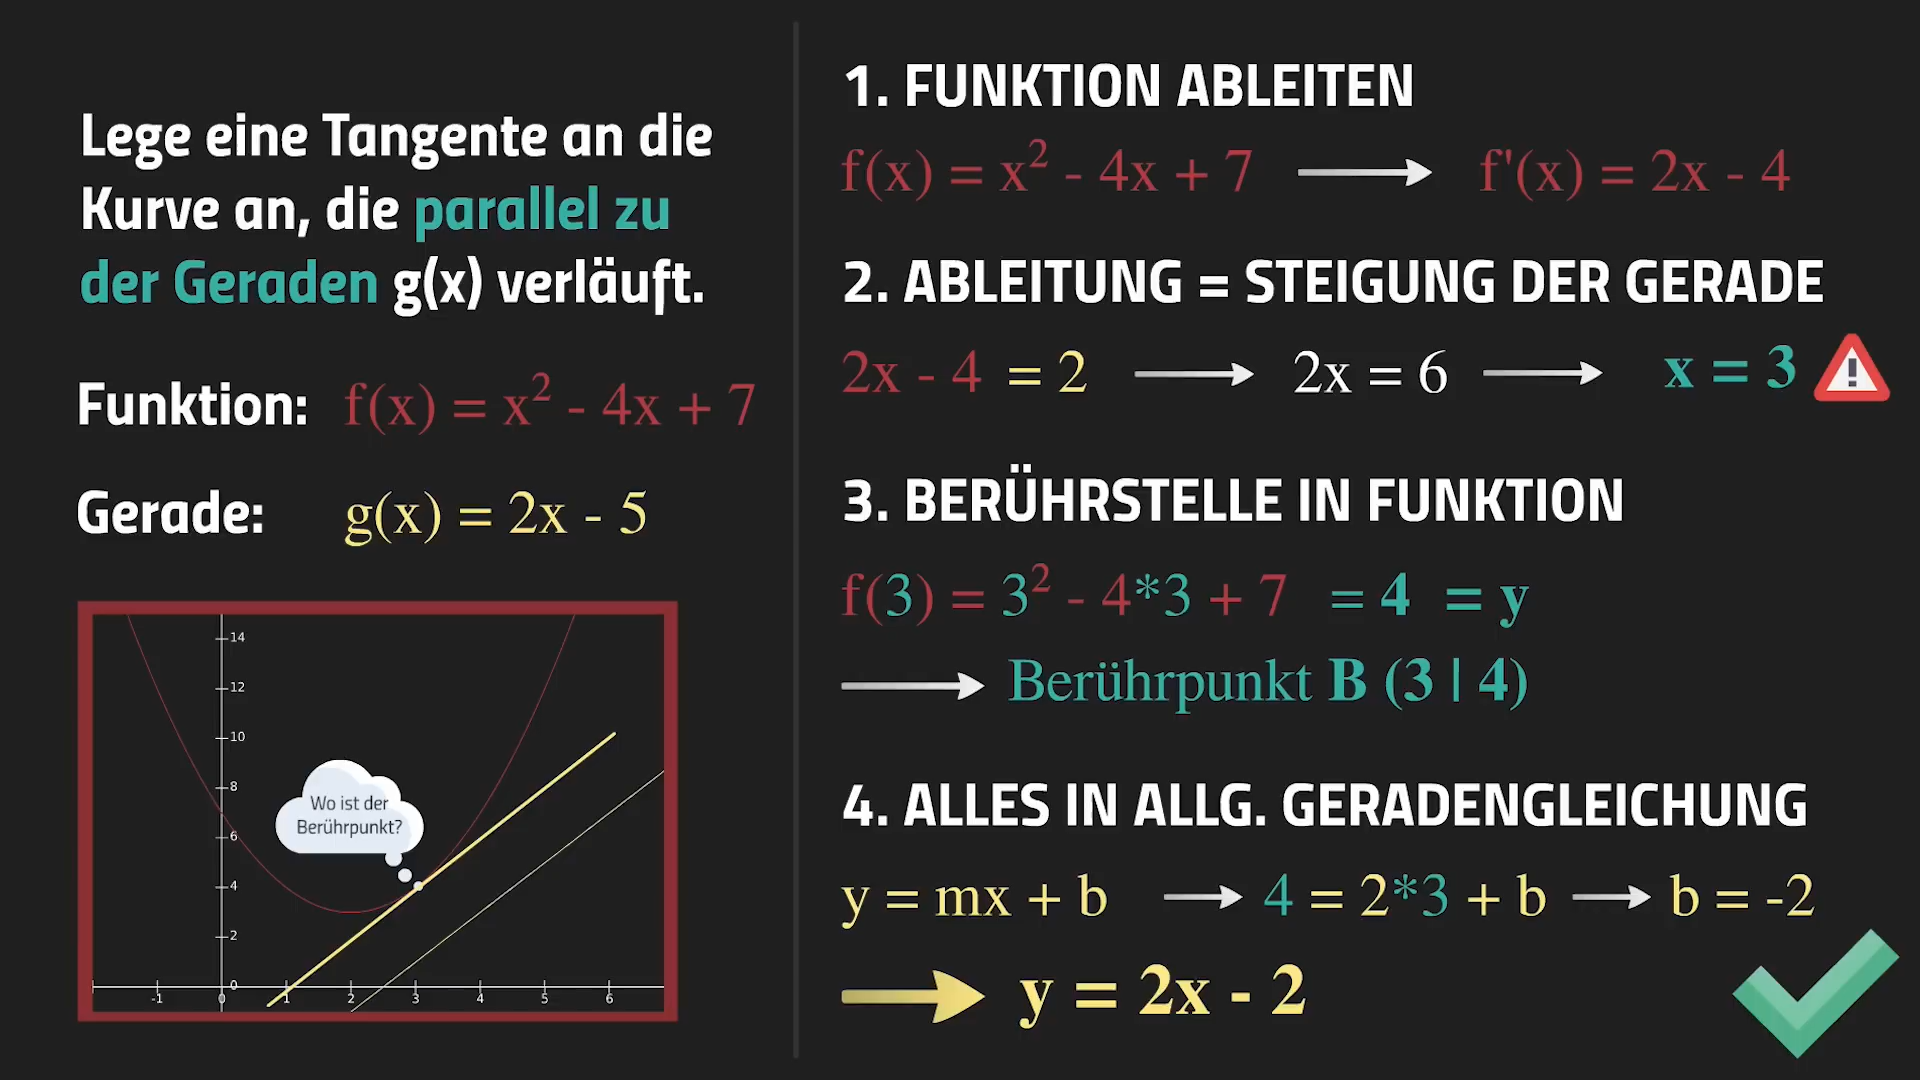 Lege eine Tangente an die
Kurve an, die parallel zu
der Geraden g(x) verläuft.
Funktion: f(x) = x² - 4x + 7
Gerade: g(x) = 2x - 5
14
12
10
8
6
4
2
0
-1 0 1 2 3 4 5 6
Wo ist der
Berührpunkt?
1. FUNKTION ABLEITEN
f(x) = x² - 4x + 7 → f'(x) = 2x - 4
2. ABLEITUNG = STEIGUNG DER GERADE
2x - 4 = 2 → 2x = 6 → x = 3
3. BERÜHRSTELLE IN FUNKTION
f(3) = 3² - 4*3 + 7 = 4 = y
→ Berührpunkt B (3 | 4)
4. ALLES IN ALLG. GERADENGLEICHUNG
y = mx + b → 4 = 2*3 + b → b = -2
→ y = 2x - 2